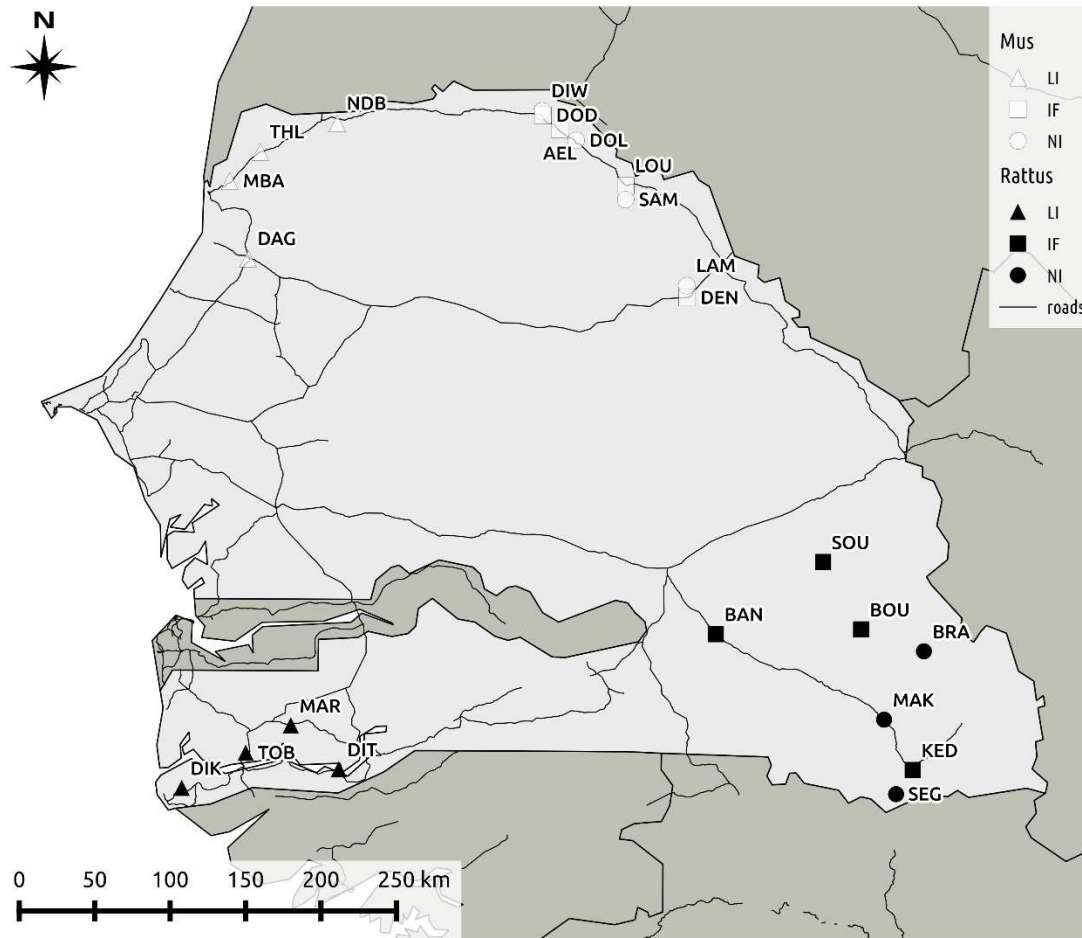 N
Mus
LI
IF
NI
Rattus
LI
IF
NI
roads
DIW
NDB
DOD
THL
DOL
AEL
LOU
MBA
SAM
DAG
LAM
DEN
SOU
BAN
BOU
BRA
MAR
MAK
TOB
DIT
KED
DIK
SEG
0 50 100 150 200 250 km